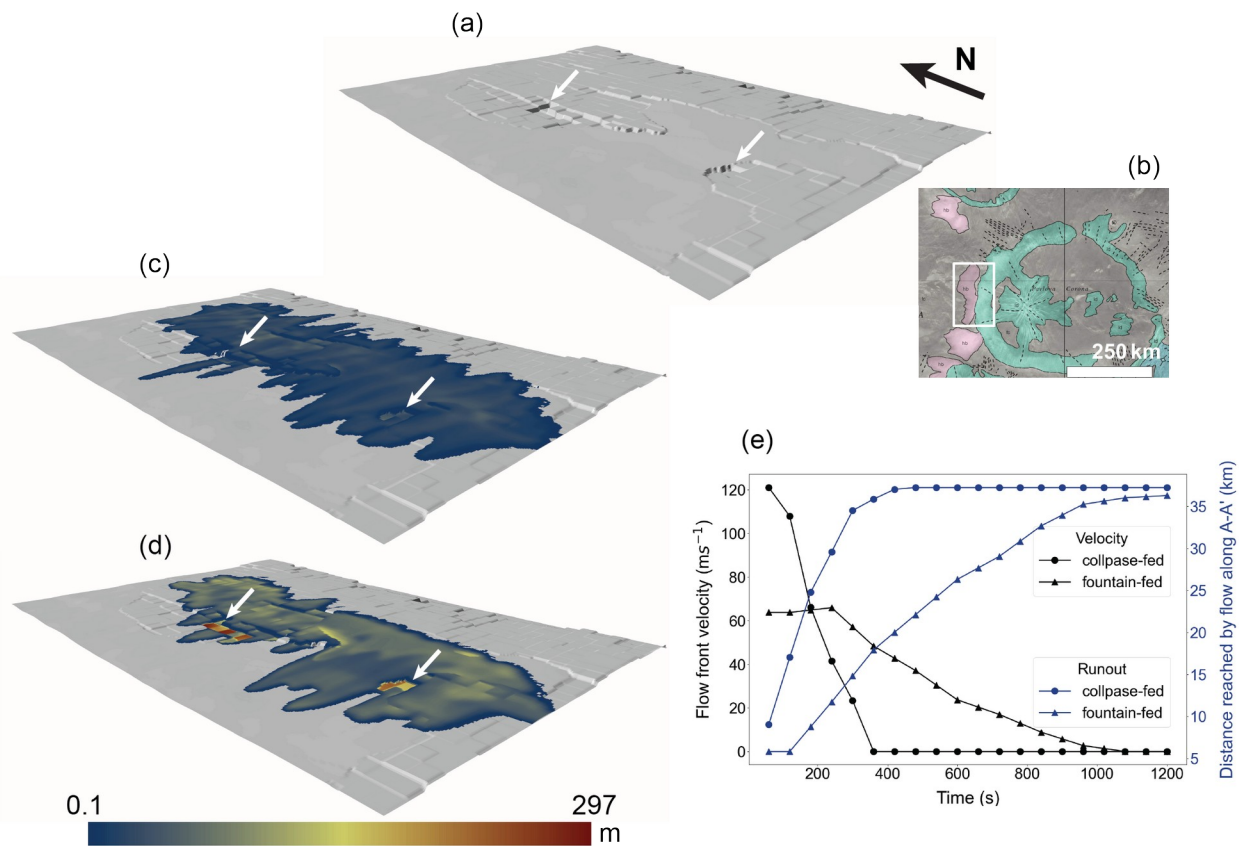 (a)
N
(b)
Corona
250 km
(c)
(d)
0.1
297
m
(e)
Flow front velocity (ms⁻¹)
120
100
80
60
40
20
0
Distance reached by flow along A-A' (km)
35
30
25
20
15
10
5
Velocity
collpase-fed
fountain-fed
Runout
collpase-fed
fountain-fed
200
400
600
800
1000
1200
Time (s)